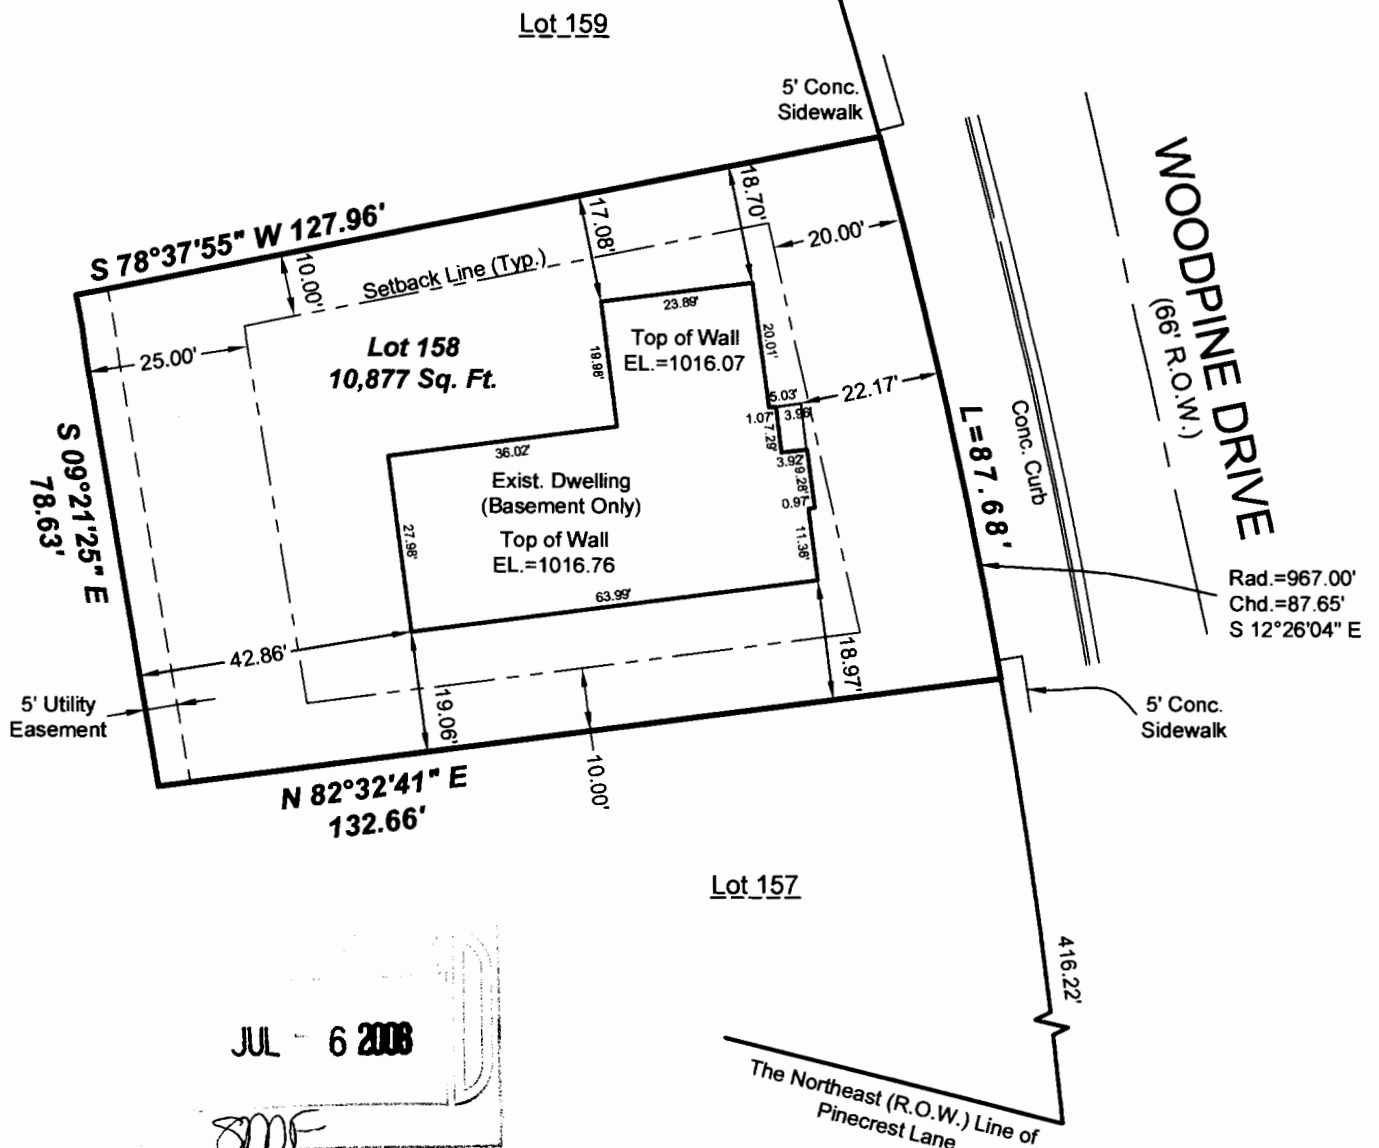 Lot 159
5' Conc.
Sidewalk
WOODPINE DRIVE
(66' R.O.W.)
S 78°37'55" W 127.96'
10.00'
17.08'
18.70'
20.00'
Setback Line (Typ.)
25.00'
Lot 158
10,877 Sq. Ft.
23.89'
Top of Wall
EL.=1016.07
19.98'
20.01'
5.03'
1.07'
3.96'
7.29'
3.92'
9.28'
0.97'
11.36'
22.17'
L=87.68'
Conc. Curb
36.02'
Exist. Dwelling
(Basement Only)
Top of Wall
EL.=1016.76
27.98'
63.99'
S 09°21'25" E
78.63'
Rad.=967.00'
Chd.=87.65'
S 12°26'04" E
42.86'
19.06'
18.97'
10.00'
5' Utility
Easement
5' Conc.
Sidewalk
N 82°32'41" E
132.66'
Lot 157
416.22'
JUL - 6
The Northeast (R.O.W.) Line of
Pinecrest Lane